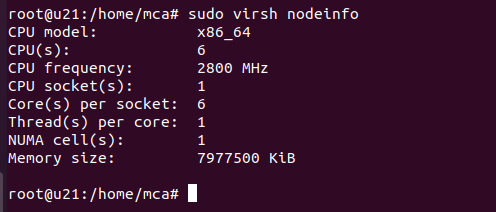 root@u21:/home/mca# sudo virsh nodeinfo
CPU model:           x86_64
CPU(s):              6
CPU frequency:       2800 MHz
CPU socket(s):       1
Core(s) per socket:  6
Thread(s) per core:  1
NUMA cell(s):        1
Memory size:         7977500 KiB
root@u21:/home/mca#